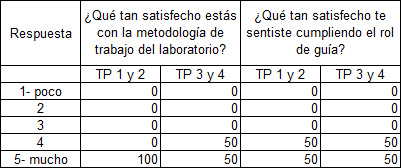 Respuesta ¿Qué tan satisfecho estás con la metodología de trabajo del laboratorio? ¿Qué tan satisfecho te sentiste cumpliendo el rol de guía?
TP 1 y 2 TP 3 y 4 TP 1 y 2 TP 3 y 4
1- poco 0 0 0 0
2 0 0 0 0
3 0 0 0 0
4 0 50 50 50
5- mucho 100 50 50 50